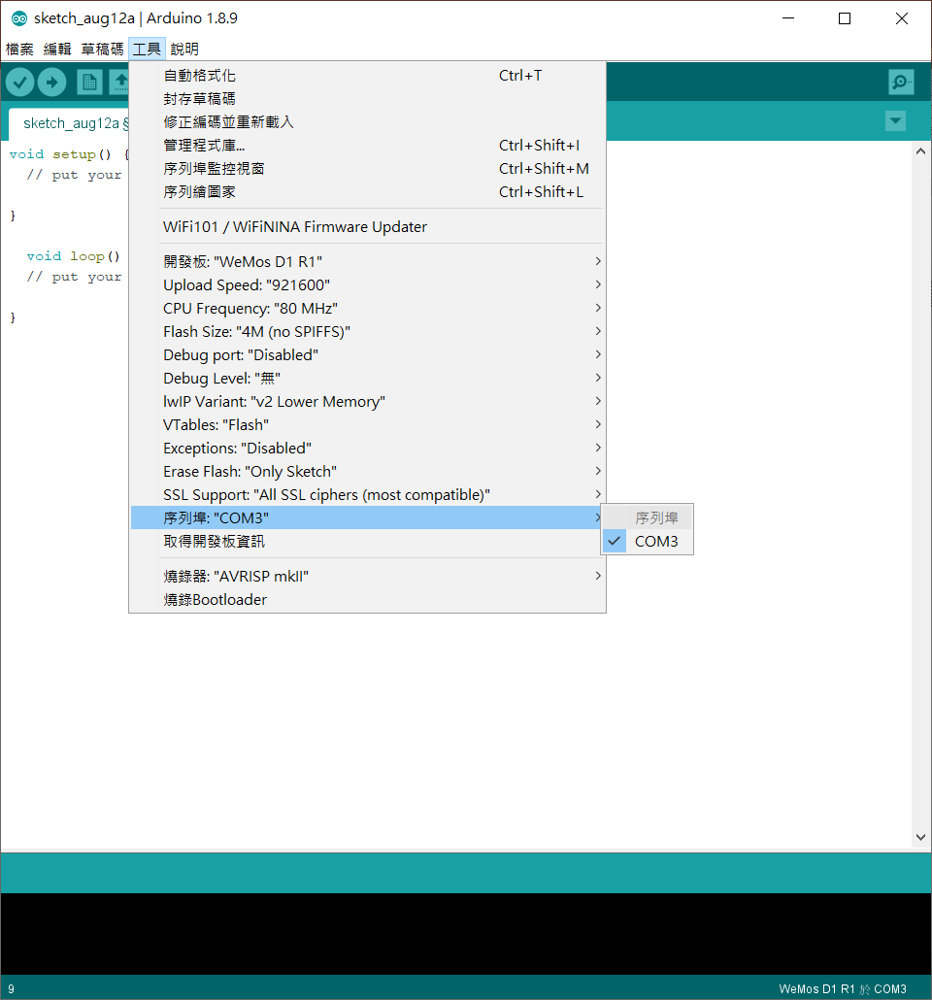 sketch_aug12a | Arduino 1.8.9
檔案 編輯 草稿碼 工具 說明
sketch_aug12a §
void setup() {
// put your
}
void loop()
// put your
}
自動格式化 Ctrl+T
封存草稿碼
修正編碼並重新載入
管理程式庫... Ctrl+Shift+I
序列埠監控視窗 Ctrl+Shift+M
序列繪圖家 Ctrl+Shift+L
WiFi101 / WiFiNINA Firmware Updater
開發板: "WeMos D1 R1"
Upload Speed: "921600"
CPU Frequency: "80 MHz"
Flash Size: "4M (no SPIFFS)"
Debug port: "Disabled"
Debug Level: "無"
lwIP Variant: "v2 Lower Memory"
VTables: "Flash"
Exceptions: "Disabled"
Erase Flash: "Only Sketch"
SSL Support: "All SSL ciphers (most compatible)"
序列埠: "COM3"
序列埠
COM3
取得開發板資訊
燒錄器: "AVRISP mkII"
燒錄Bootloader
9
WeMos D1 R1 於 COM3